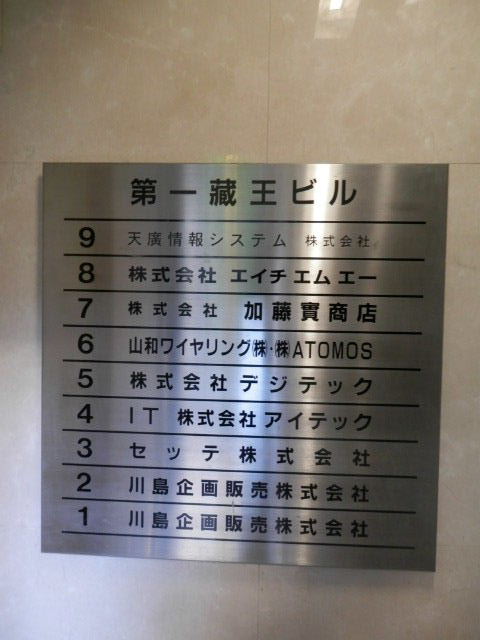 第一藏王ビル
9 天廣情報システム 株式会社
8 株式会社 エイチエムエー
7 株式会社 加藤實商店
6 山和ワイヤリング㈱・㈱ATOMOS
5 株式会社デジテック
4 IT 株式会社アイテック
3 セッテ株式会社
2 川島企画販売株式会社
1 川島企画販売株式会社